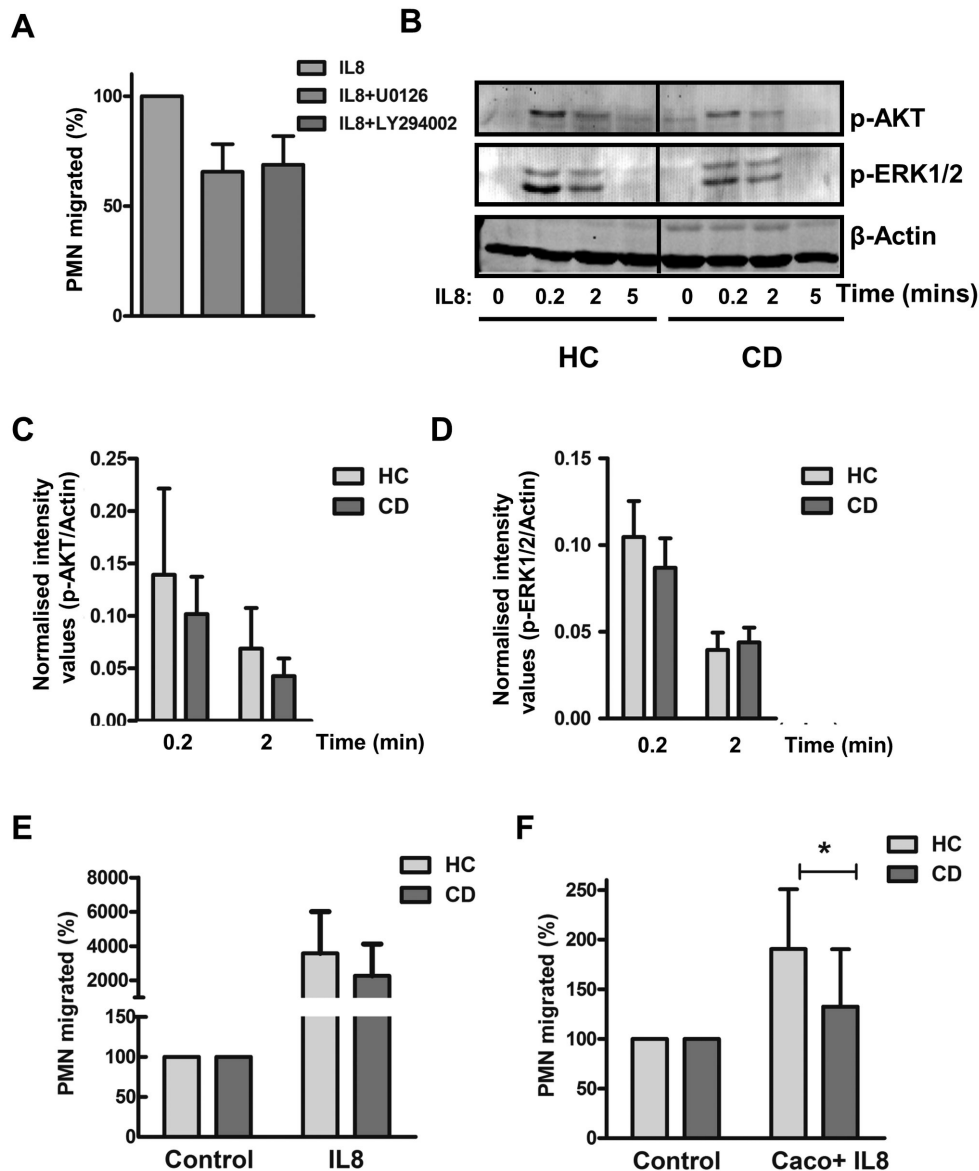 A
IL8
IL8+U0126
IL8+LY294002
PMN migrated (%)
100
50
0
B
p-AKT
p-ERK1/2
β-Actin
IL8: 0 0.2 2 5 0 0.2 2 5 Time (mins)
HC CD
C
HC
CD
Normalised intensity
values (p-AKT/Actin)
0.25
0.20
0.15
0.10
0.05
0.00
0.2 2 Time (min)
D
HC
CD
Normalised intensity
values (p-ERK1/2/Actin)
0.15
0.10
0.05
0.00
0.2 2 Time (min)
E
HC
CD
PMN migrated (%)
8000
6000
4000
2000
150
100
50
0
Control IL8
F
HC
CD
*
PMN migrated (%)
250
200
150
100
50
0
Control Caco+ IL8